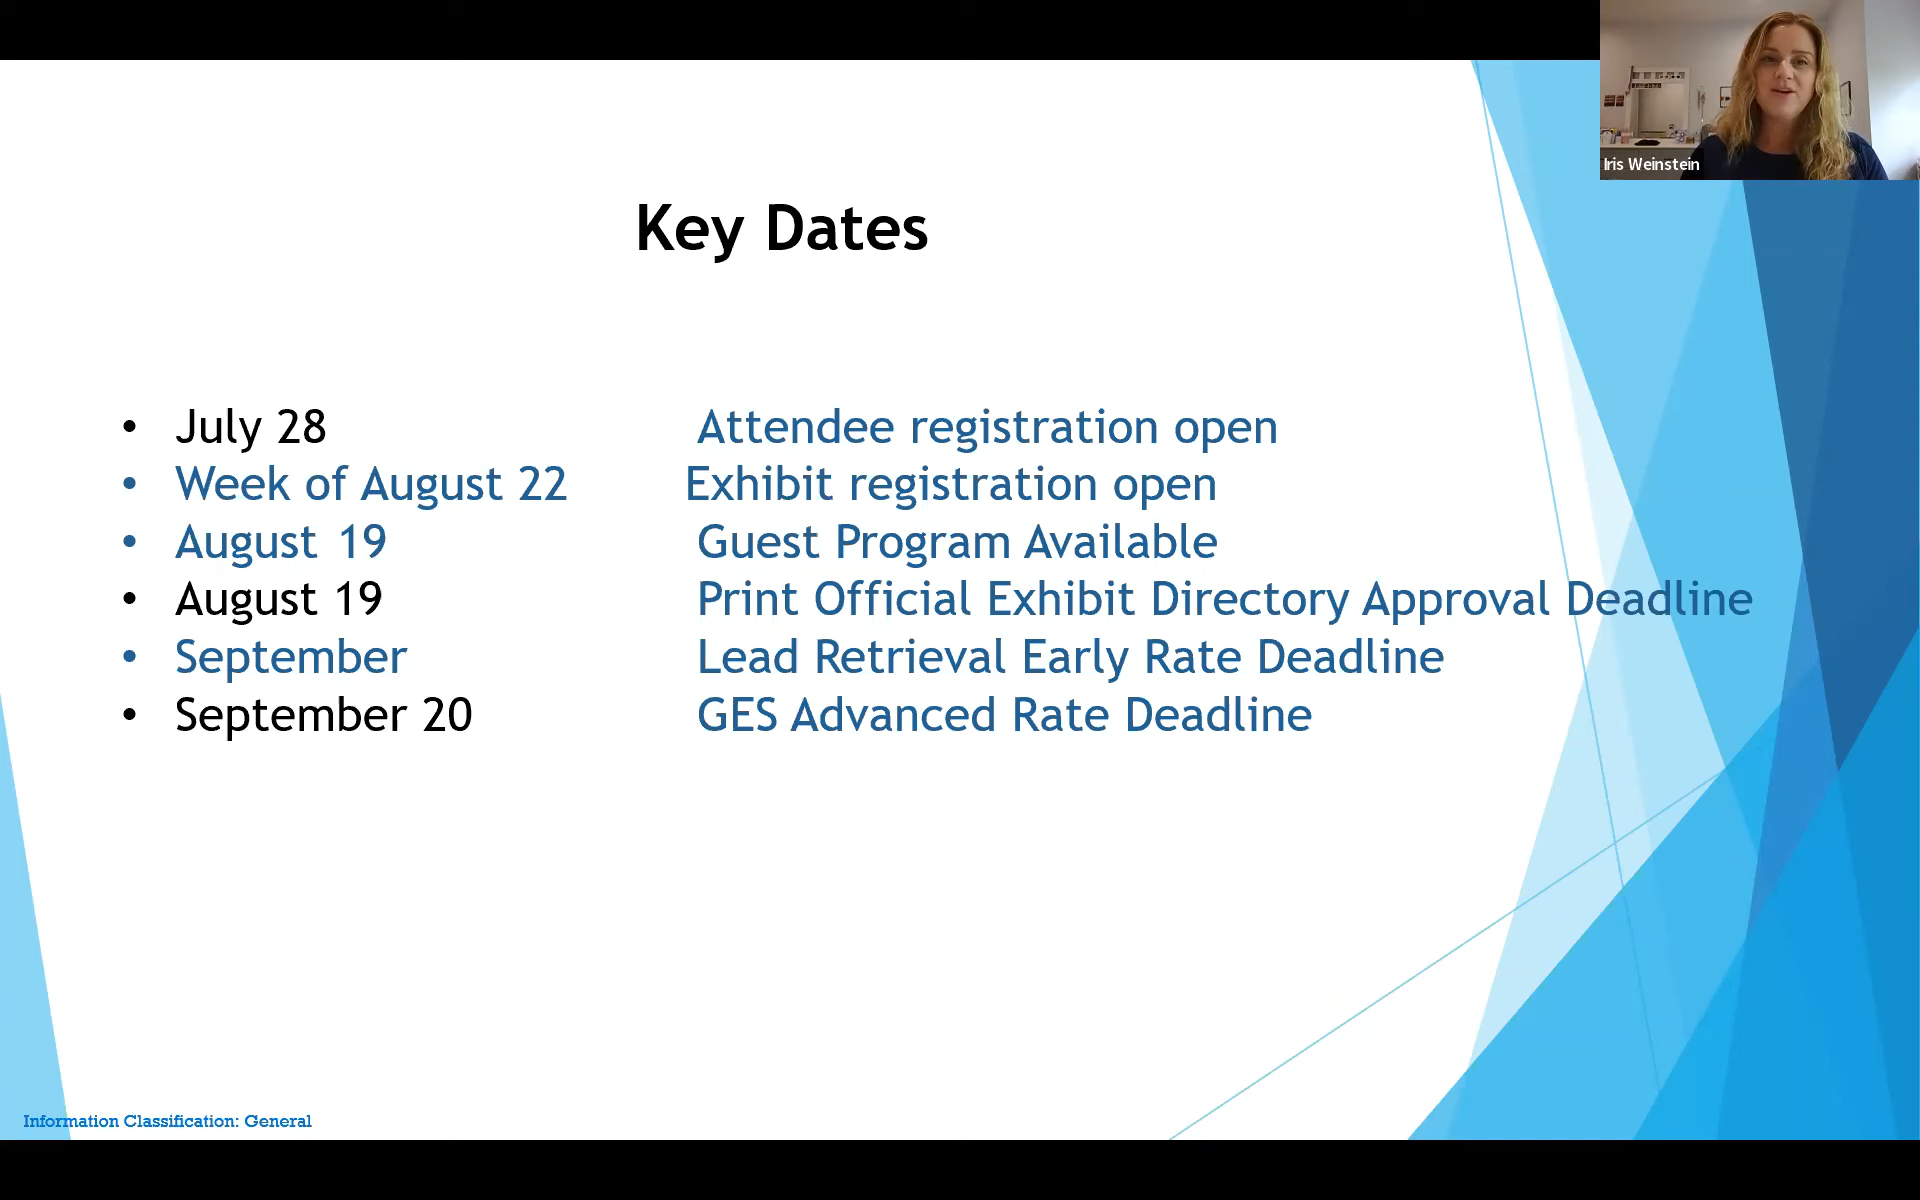 Iris Weinstein
Key Dates
• July 28 Attendee registration open
• Week of August 22 Exhibit registration open
• August 19 Guest Program Available
• August 19 Print Official Exhibit Directory Approval Deadline
• September Lead Retrieval Early Rate Deadline
• September 20 GES Advanced Rate Deadline
Information Classification: General